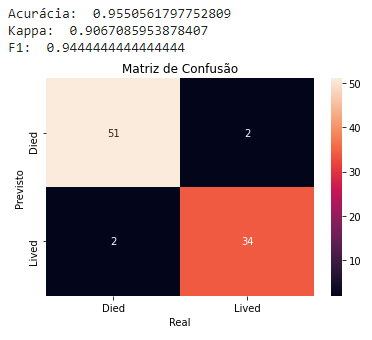 Acurácia:  0.9550561797752809
Kappa:  0.9067085953878407
F1:  0.9444444444444444
Matriz de Confusão
Died
51
2
50
40
30
20
10
Previsto
Lived
2
34
Died
Lived
Real